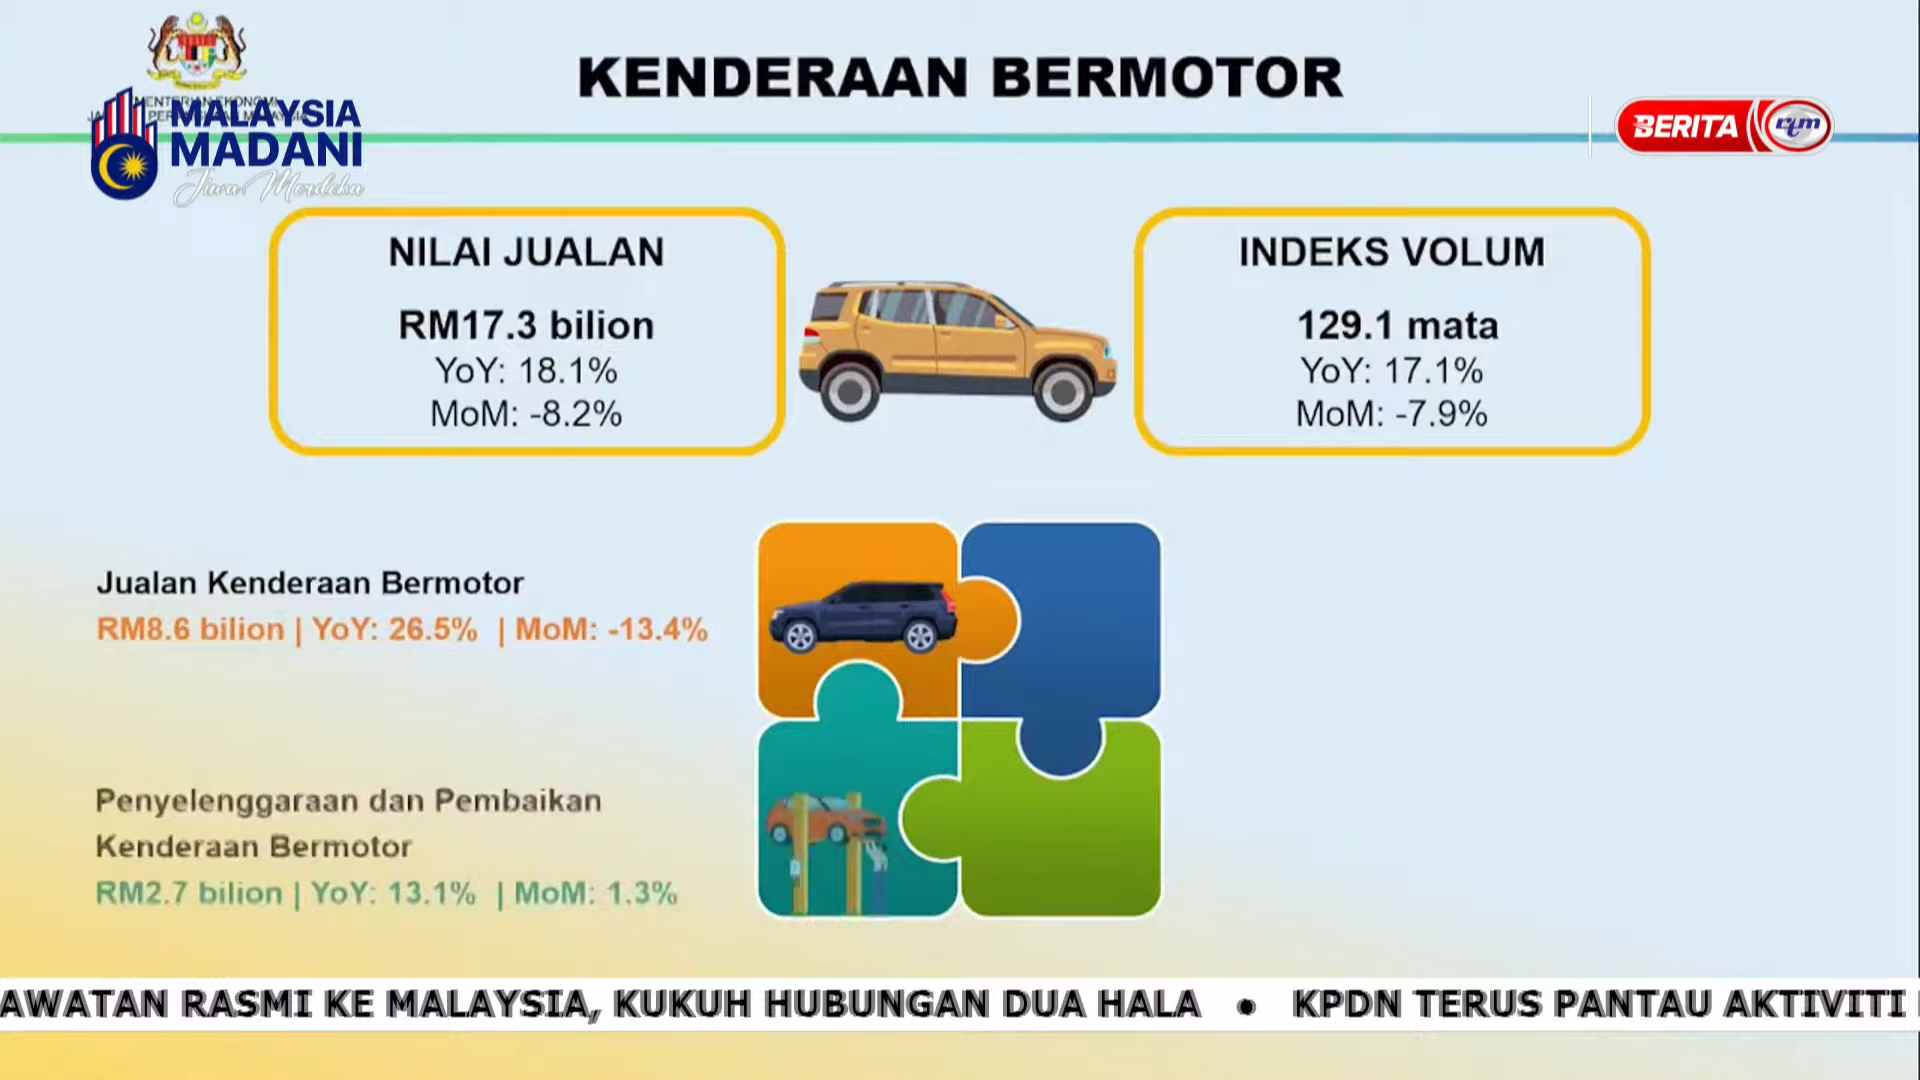 KENDERAAN BERMOTOR
MALAYSIA
MADANI
Jiwa Merdeka
BERITA rtm
NILAI JUALAN
RM17.3 bilion
YoY: 18.1%
MoM: -8.2%
INDEKS VOLUM
129.1 mata
YoY: 17.1%
MoM: -7.9%
Jualan Kenderaan Bermotor
RM8.6 bilion | YoY: 26.5% | MoM: -13.4%
Penyelenggaraan dan Pembaikan
Kenderaan Bermotor
RM2.7 bilion | YoY: 13.1% | MoM: 1.3%
AWATAN RASMI KE MALAYSIA, KUKUH HUBUNGAN DUA HALA • KPDN TERUS PANTAU AKTIVITI